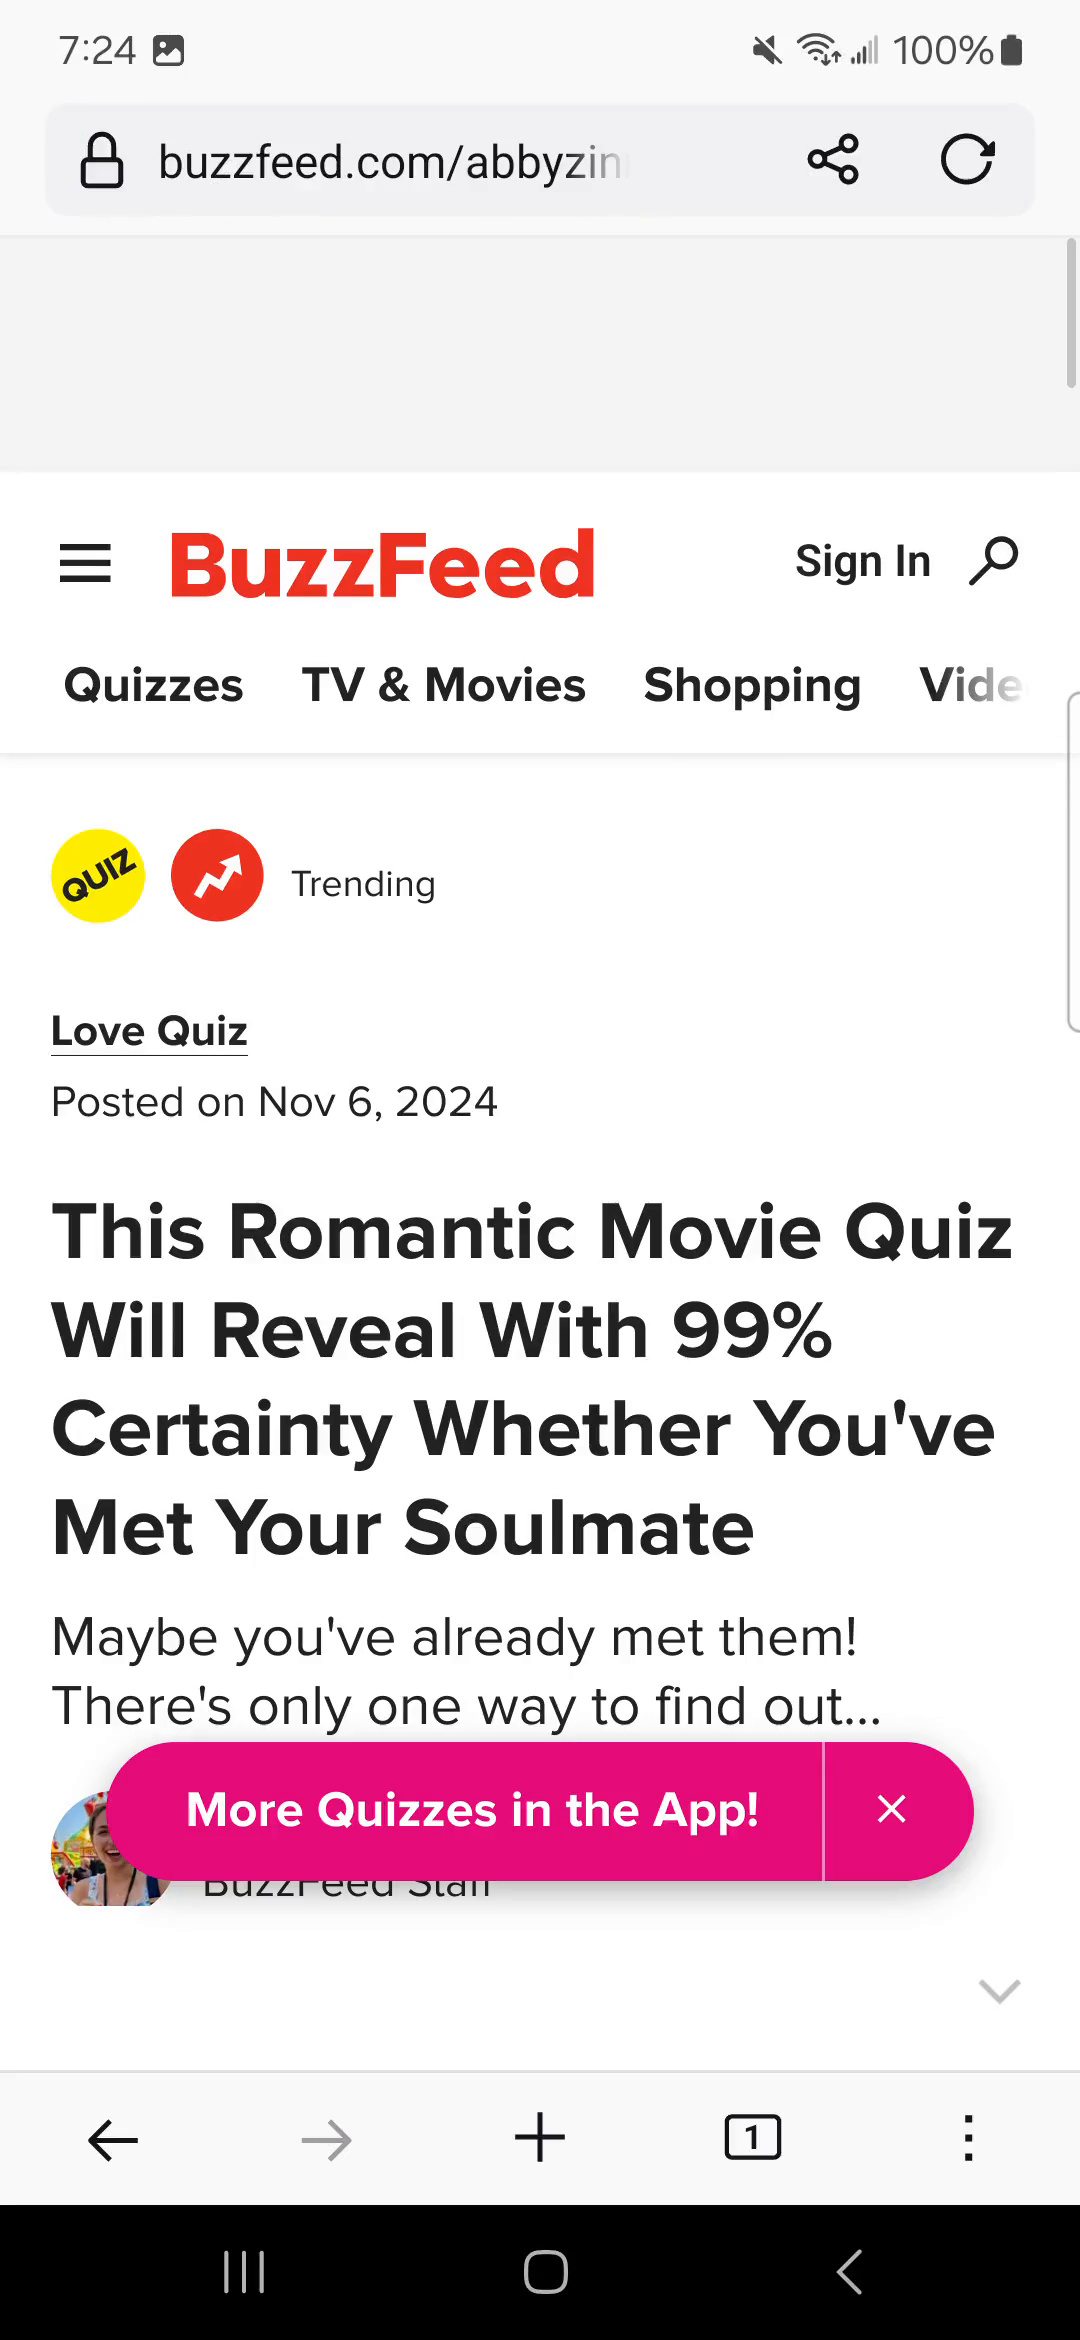 7:24 100%
buzzfeed.com/abbyzin
BuzzFeed Sign In
Quizzes TV & Movies Shopping Vide
QUIZ Trending
Love Quiz
Posted on Nov 6, 2024
This Romantic Movie Quiz
Will Reveal With 99%
Certainty Whether You've
Met Your Soulmate
Maybe you've already met them!
There's only one way to find out...
More Quizzes in the App!
BuzzFeed Staff
1